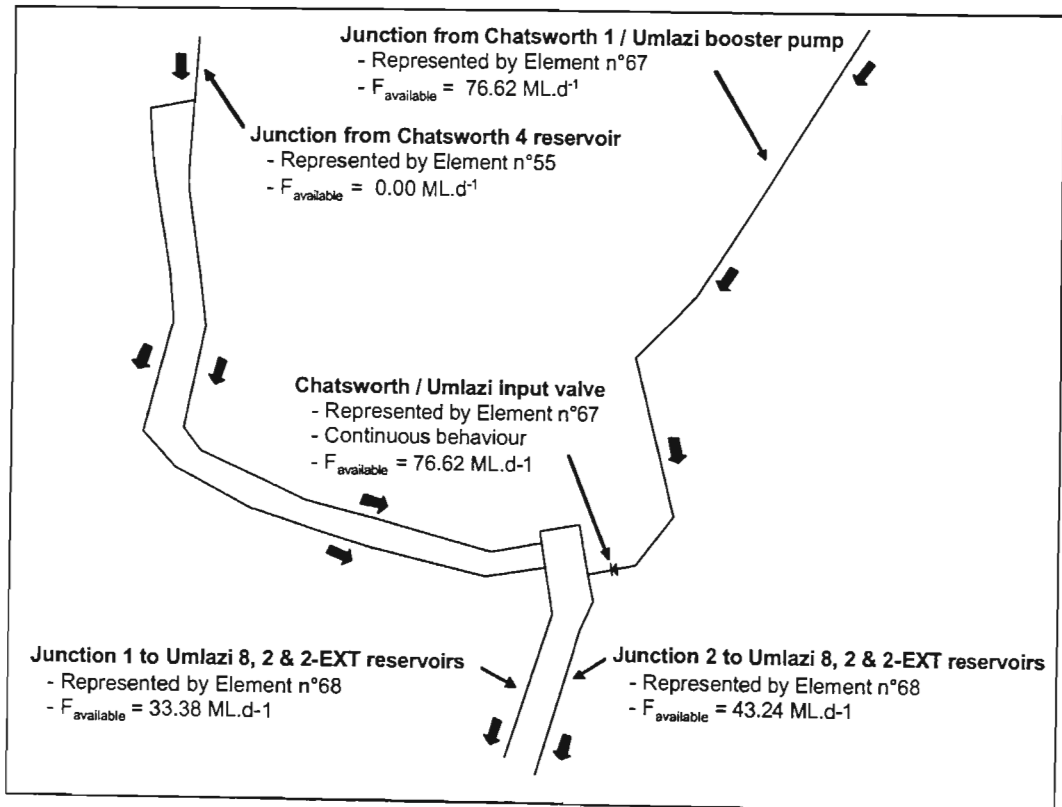 Junction from Chatsworth 1 / Umlazi booster pump
- Represented by Element n°67
- F_available = 76.62 ML.d⁻¹
Junction from Chatsworth 4 reservoir
- Represented by Element n°55
- F_available = 0.00 ML.d⁻¹
Chatsworth / Umlazi input valve
- Represented by Element n°67
- Continuous behaviour
- F_available = 76.62 ML.d-1
Junction 1 to Umlazi 8, 2 & 2-EXT reservoirs
- Represented by Element n°68
- F_available = 33.38 ML.d-1
Junction 2 to Umlazi 8, 2 & 2-EXT reservoirs
- Represented by Element n°68
- F_available = 43.24 ML.d-1